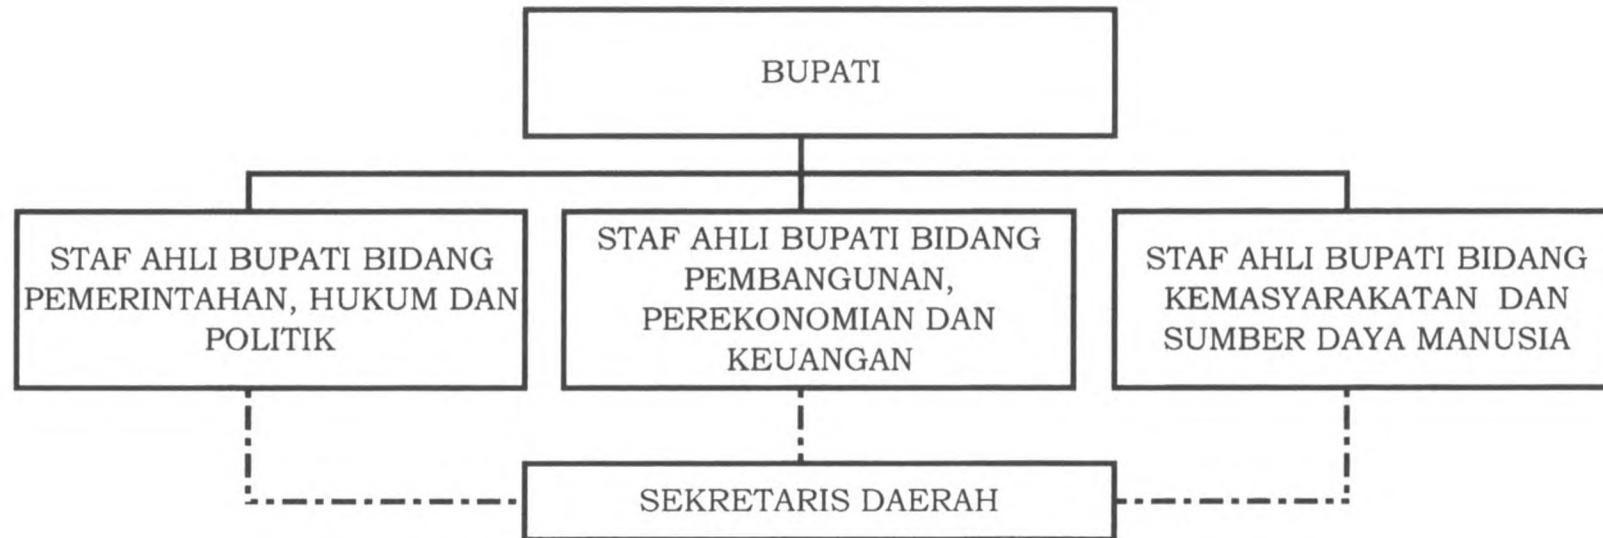 BUPATI
STAF AHLI BUPATI BIDANG
PEMERINTAHAN, HUKUM DAN
POLITIK
STAF AHLI BUPATI BIDANG
PEMBANGUNAN,
PEREKONOMIAN DAN
KEUANGAN
STAF AHLI BUPATI BIDANG
KEMASYARAKATAN DAN
SUMBER DAYA MANUSIA
SEKRETARIS DAERAH